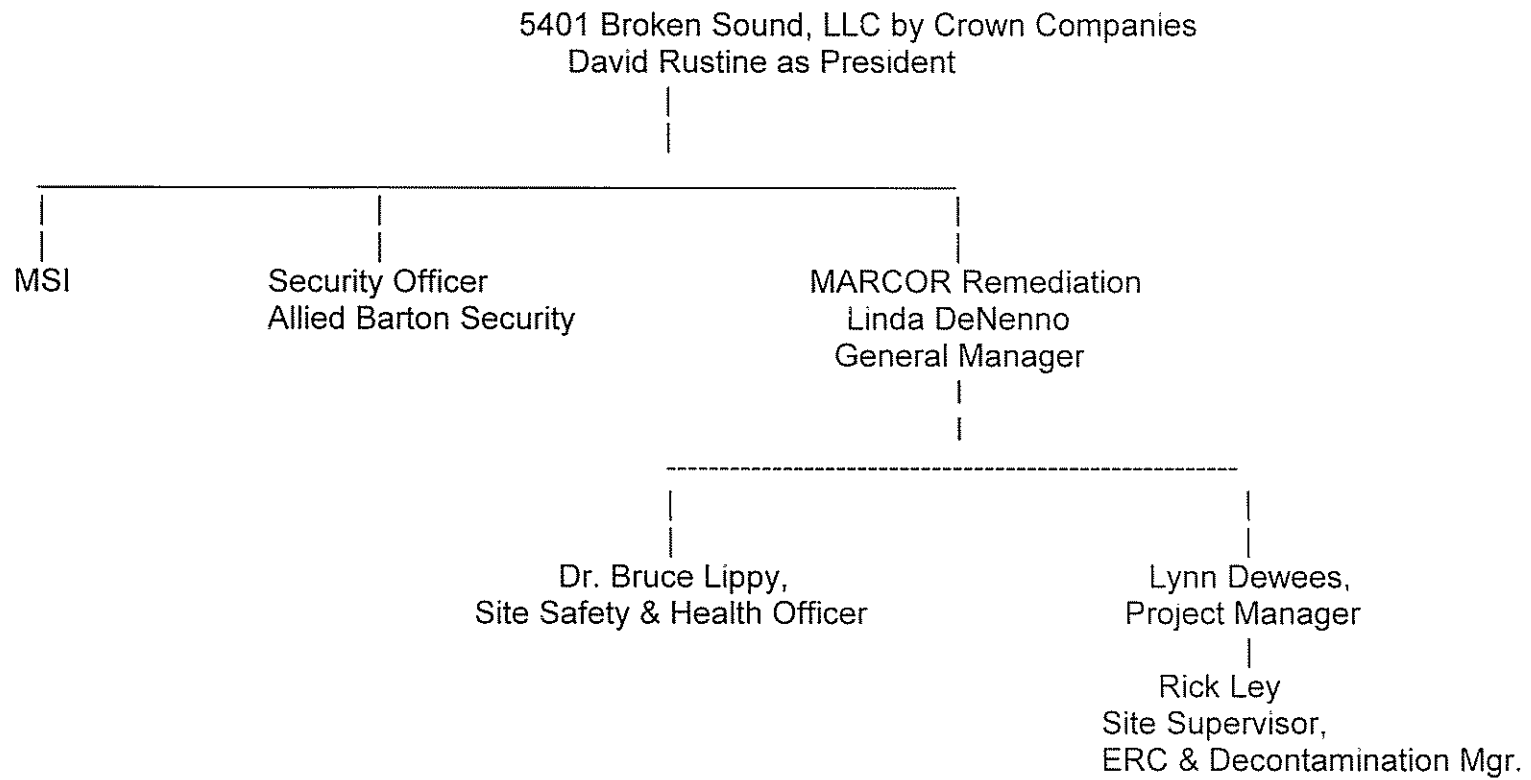 5401 Broken Sound, LLC by Crown Companies
David Rustine as President
MSI
Security Officer
Allied Barton Security
MARCOR Remediation
Linda DeNenno
General Manager
Dr. Bruce Lippy,
Site Safety & Health Officer
Lynn Dewees,
Project Manager
Rick Ley
Site Supervisor,
ERC & Decontamination Mgr.